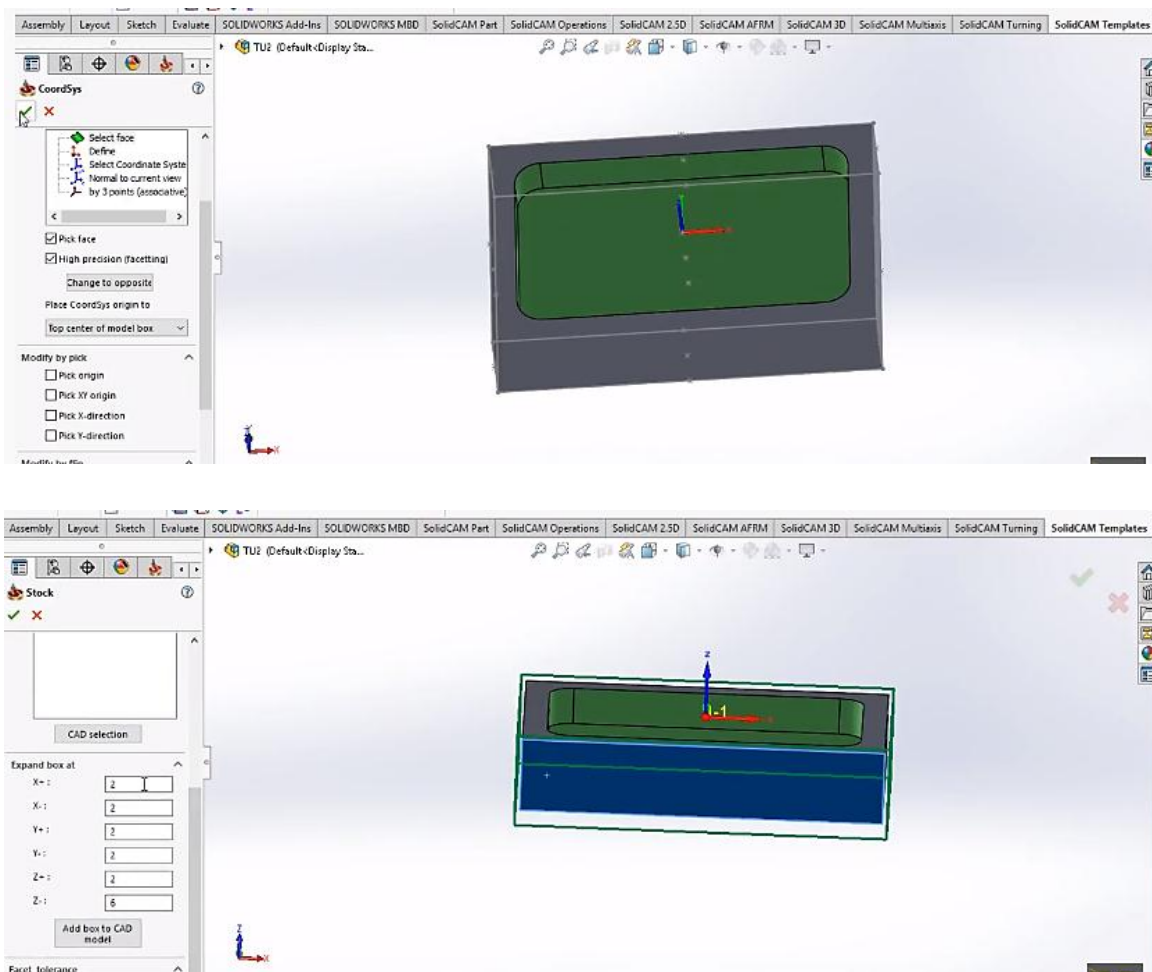 Assembly Layout Sketch Evaluate SOLIDWORKS Add-Ins SOLIDWORKS MBD SolidCAM Part SolidCAM Operations SolidCAM 2.5D SolidCAM AFRM SolidCAM 3D SolidCAM Multiaxis SolidCAM Turning SolidCAM Templates
TU2 (Default<Display Sta...
CoordSys
Select face
Define
Select Coordinate Syste
Normal to current view
by 3 points (associative)
Pick face
High precision (facetting)
Change to opposite
Place CoordSys origin to
Top center of model box
Modify by pick
Pick origin
Pick XY origin
Pick X-direction
Pick Y-direction
Modify by flip
X
Assembly Layout Sketch Evaluate SOLIDWORKS Add-Ins SOLIDWORKS MBD SolidCAM Part SolidCAM Operations SolidCAM 2.5D SolidCAM AFRM SolidCAM 3D SolidCAM Multiaxis SolidCAM Turning SolidCAM Templates
TU2 (Default<Display Sta...
Stock
z
1-1
CAD selection
Expand box at
X+ : 2
X- : 2
Y+ : 2
Y- : 2
Z+ : 2
Z- : 6
Add box to CAD
model
Z
X
Facet tolerance